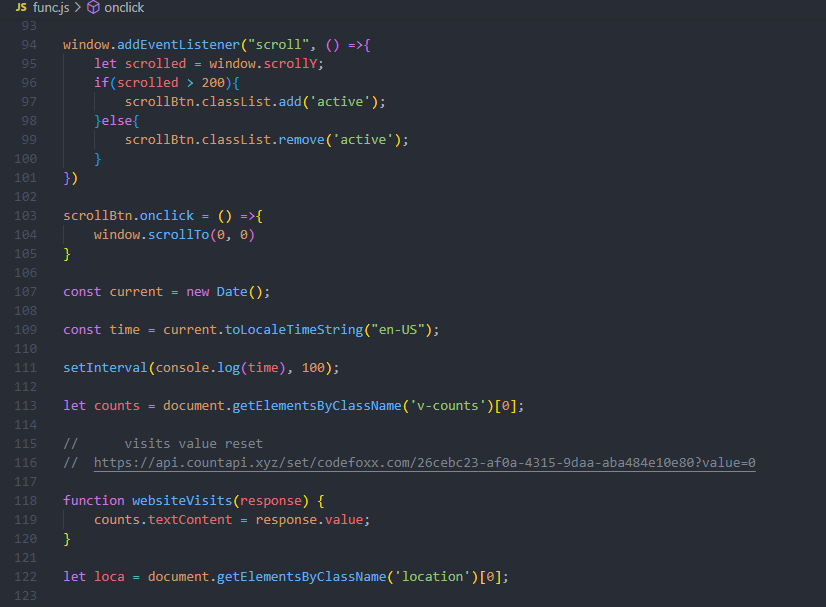 JS func.js > onclick
93
94 window.addEventListener("scroll", () =>{
95     let scrolled = window.scrollY;
96     if(scrolled > 200){
97         scrollBtn.classList.add('active');
98     }else{
99         scrollBtn.classList.remove('active');
100     }
101 })
102
103 scrollBtn.onclick = () =>{
104     window.scrollTo(0, 0)
105 }
106
107 const current = new Date();
108
109 const time = current.toLocaleTimeString("en-US");
110
111 setInterval(console.log(time), 100);
112
113 let counts = document.getElementsByClassName('v-counts')[0];
114
115 //      visits value reset
116 //  https://api.countapi.xyz/set/codefoxx.com/26cebc23-af0a-4315-9daa-aba484e10e80?value=0
117
118 function websiteVisits(response) {
119     counts.textContent = response.value;
120 }
121
122 let loca = document.getElementsByClassName('location')[0];
123